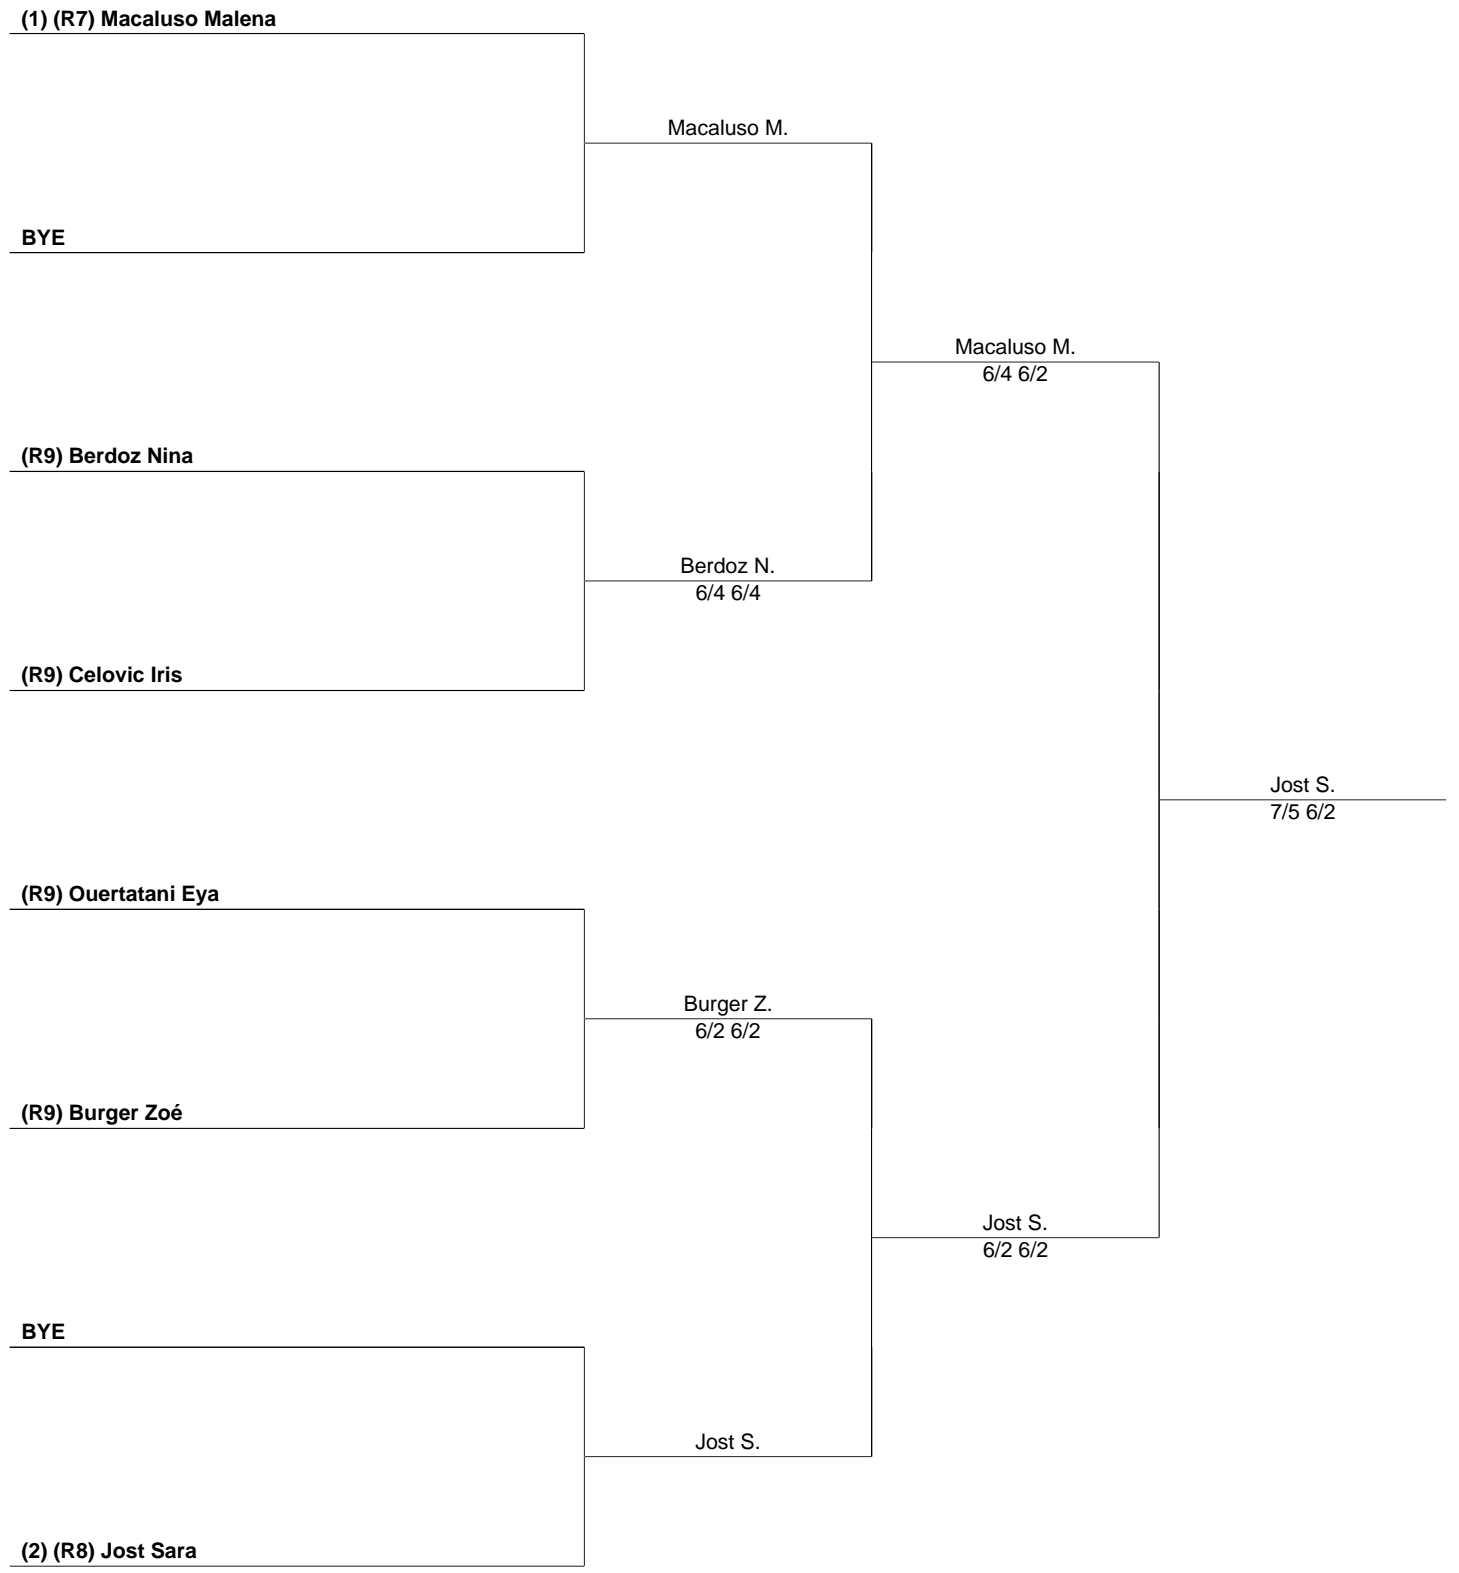 (1) (R7) Macaluso Malena
Macaluso M.
BYE
Macaluso M.
6/4 6/2
(R9) Berdoz Nina
Berdoz N.
6/4 6/4
(R9) Celovic Iris
Jost S.
7/5 6/2
(R9) Ouertatani Eya
Burger Z.
6/2 6/2
(R9) Burger Zoé
Jost S.
6/2 6/2
BYE
Jost S.
(2) (R8) Jost Sara